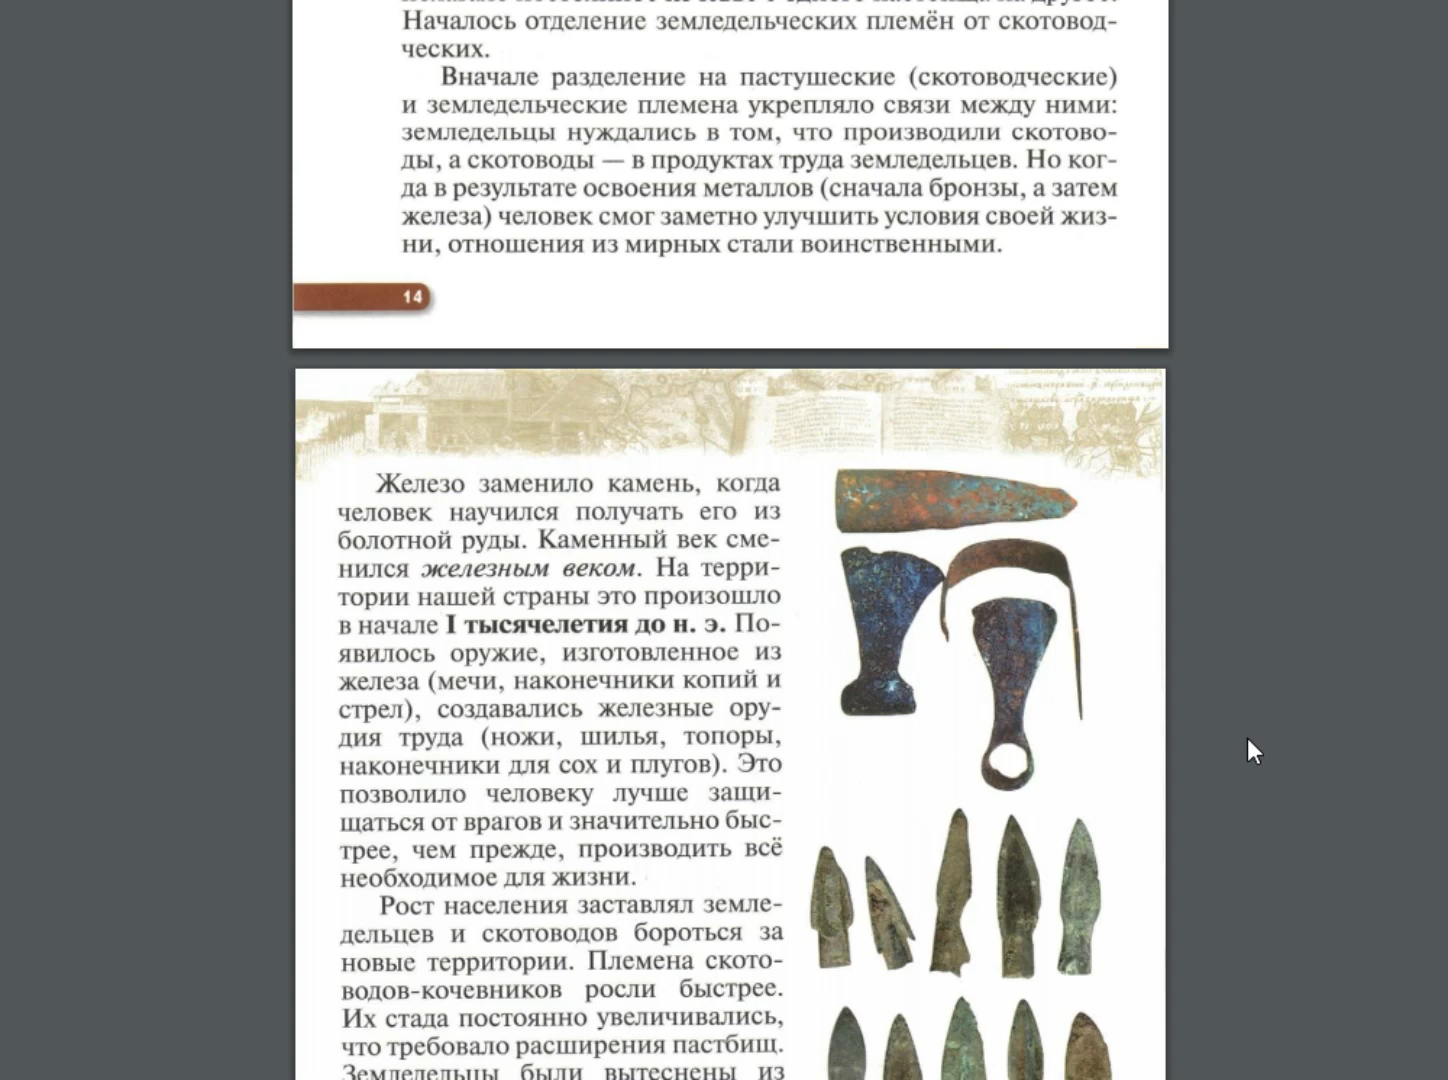 Началось отделение земледельческих племён от скотовод-
ческих.
Вначале разделение на пастушеские (скотоводческие)
и земледельческие племена укрепляло связи между ними:
земледельцы нуждались в том, что производили скотово-
ды, а скотоводы — в продуктах труда земледельцев. Но ког-
да в результате освоения металлов (сначала бронзы, а затем
железа) человек смог заметно улучшить условия своей жиз-
ни, отношения из мирных стали воинственными.
14
Железо заменило камень, когда
человек научился получать его из
болотной руды. Каменный век сме-
нился железным веком. На терри-
тории нашей страны это произошло
в начале I тысячелетия до н. э. По-
явилось оружие, изготовленное из
железа (мечи, наконечники копий и
стрел), создавались железные ору-
дия труда (ножи, шилья, топоры,
наконечники для сох и плугов). Это
позволило человеку лучше защи-
щаться от врагов и значительно быс-
трее, чем прежде, производить всё
необходимое для жизни.
Рост населения заставлял земле-
дельцев и скотоводов бороться за
новые территории. Племена ското-
водов-кочевников росли быстрее.
Их стада постоянно увеличивались,
что требовало расширения пастбищ.
Земледельцы были вытеснены из